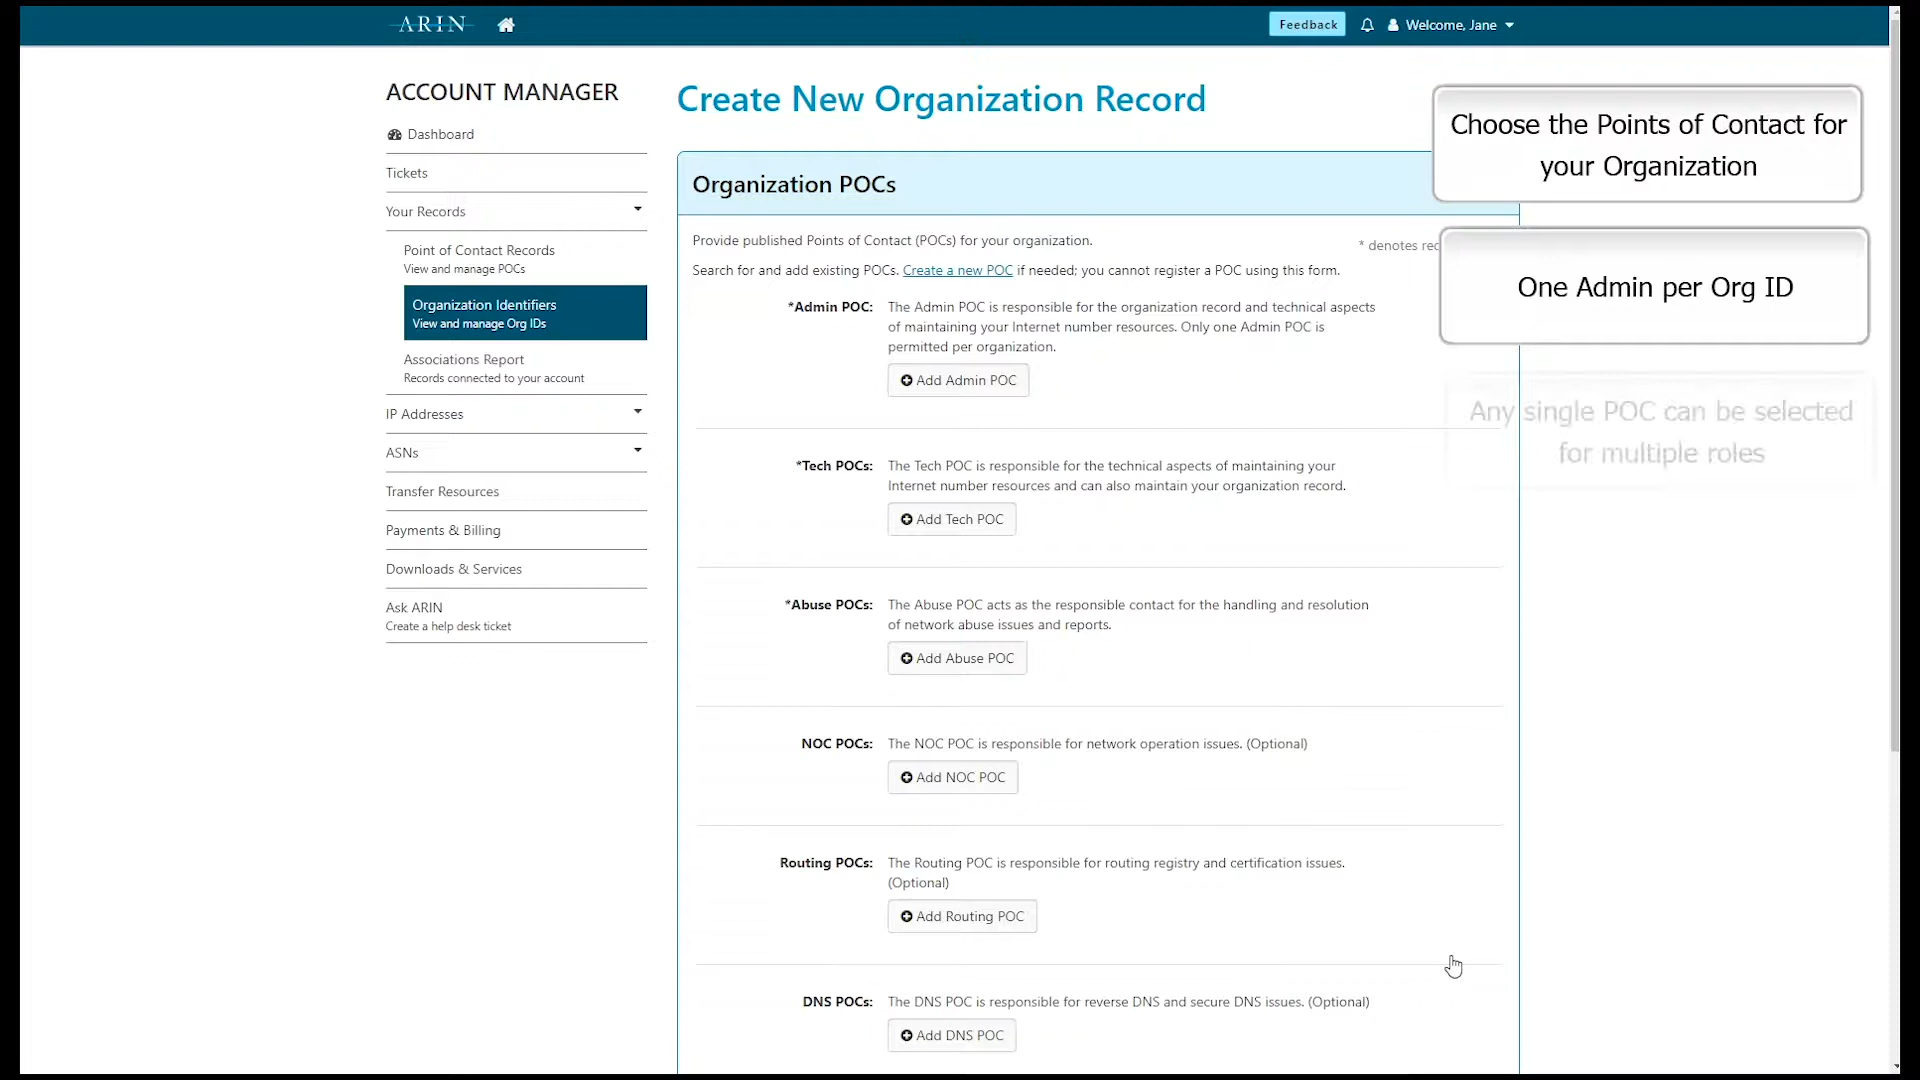 ARIN
Feedback
Welcome, Jane
ACCOUNT MANAGER
Dashboard
Tickets
Your Records
Point of Contact Records
View and manage POCs
Organization Identifiers
View and manage Org IDs
Associations Report
Records connected to your account
IP Addresses
ASNs
Transfer Resources
Payments & Billing
Downloads & Services
Ask ARIN
Create a help desk ticket
Create New Organization Record
Organization POCs
Provide published Points of Contact (POCs) for your organization.
* denotes rec
Search for and add existing POCs. Create a new POC if needed; you cannot register a POC using this form.
*Admin POC: The Admin POC is responsible for the organization record and technical aspects
of maintaining your Internet number resources. Only one Admin POC is
permitted per organization.
Add Admin POC
*Tech POCs: The Tech POC is responsible for the technical aspects of maintaining your
Internet number resources and can also maintain your organization record.
Add Tech POC
*Abuse POCs: The Abuse POC acts as the responsible contact for the handling and resolution
of network abuse issues and reports.
Add Abuse POC
NOC POCs: The NOC POC is responsible for network operation issues. (Optional)
Add NOC POC
Routing POCs: The Routing POC is responsible for routing registry and certification issues.
(Optional)
Add Routing POC
DNS POCs: The DNS POC is responsible for reverse DNS and secure DNS issues. (Optional)
Add DNS POC
Choose the Points of Contact for
your Organization
One Admin per Org ID
Any single POC can be selected
for multiple roles